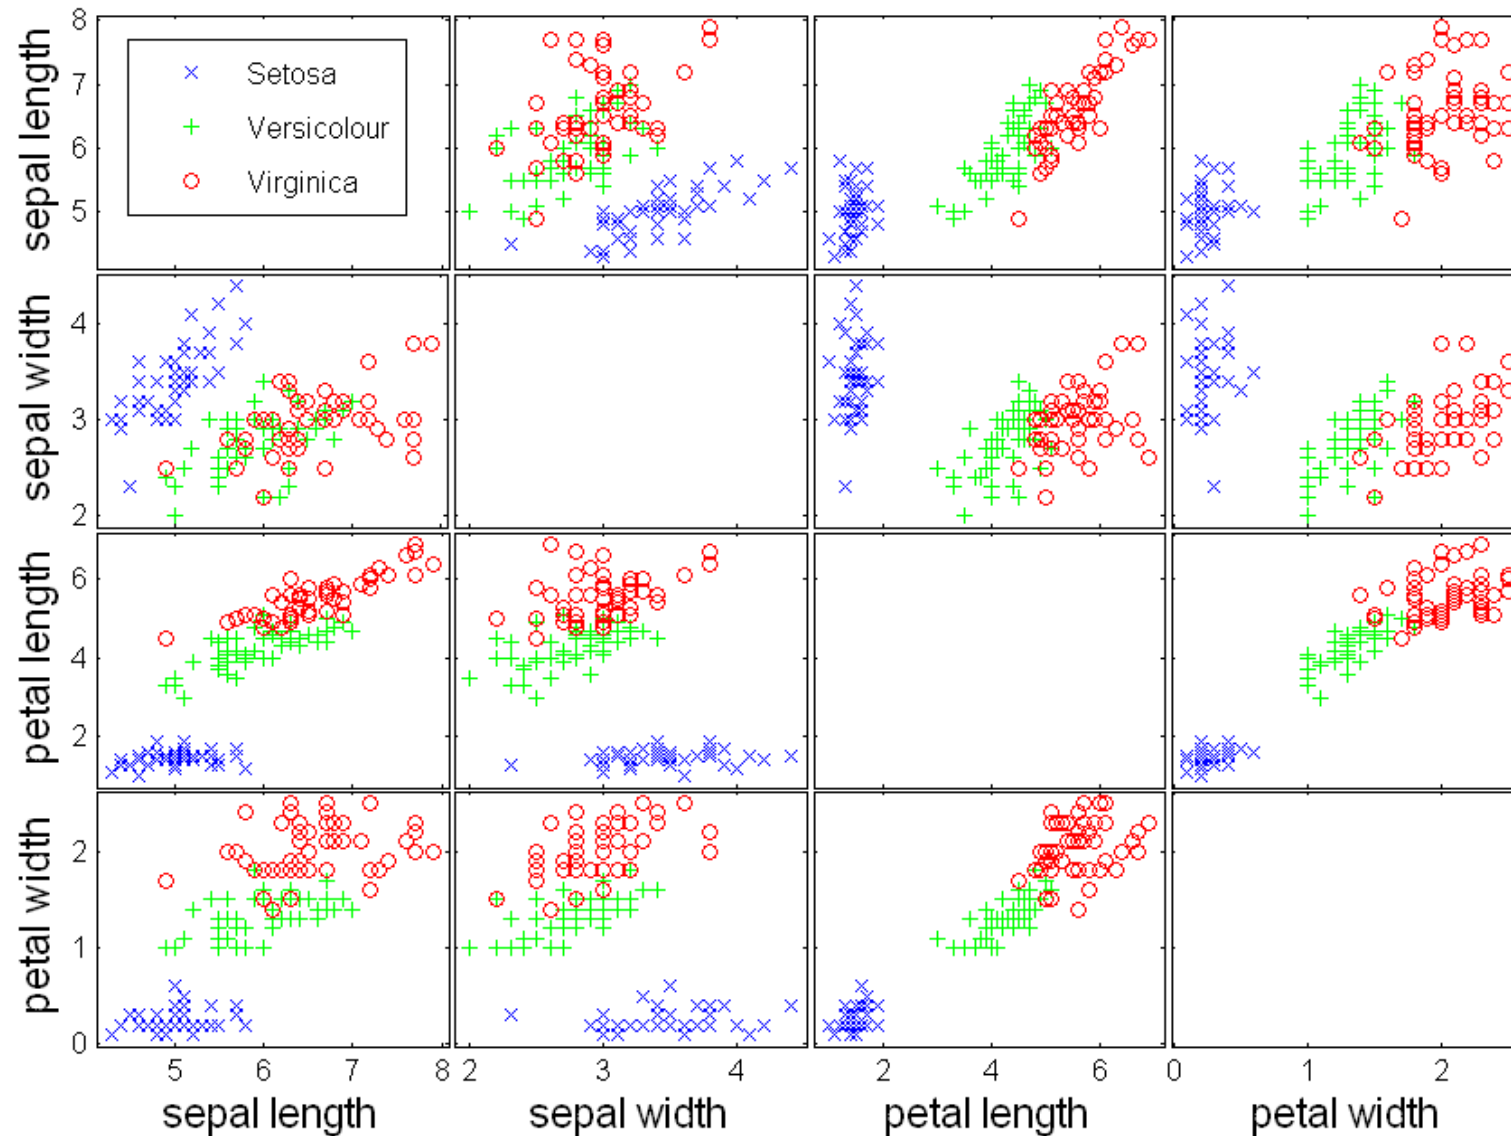 8
7
6
5
sepal length
Setosa
Versicolour
Virginica
4
3
2
sepal width
6
4
2
petal length
2
1
0
petal width
5 6 7 8 2 3 4 2 4 6 0 1 2
sepal length sepal width petal length petal width